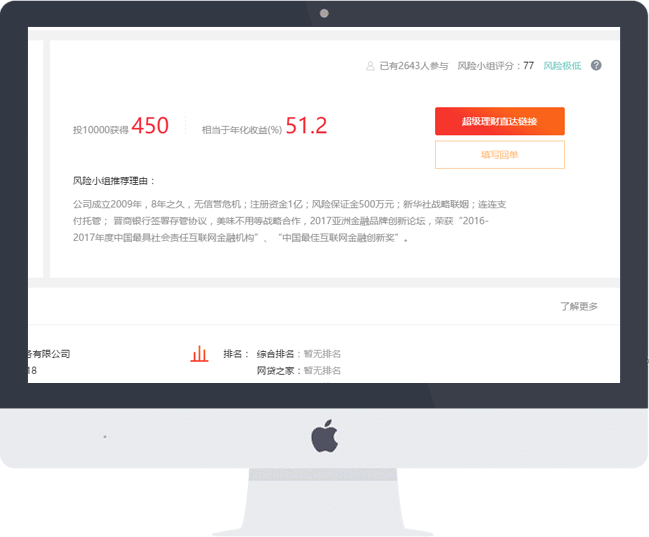 已有2643人参与 风险小组评分：77 风险极低 ?
投10000获得 450 相当于年化收益(%) 51.2
超级理财直达链接
填写回单
风险小组推荐理由：
公司成立2009年，8年之久，无信誉危机；注册资金1亿；风险保证金500万元；新华社战略联姻；连连支
付托管； 晋商银行签署存管协议，美味不用等战略合作，2017亚洲金融品牌创新论坛，荣获“2016-
2017年度中国最具社会责任互联网金融机构”、“中国最佳互联网金融创新奖”。
了解更多
务有限公司 排名： 综合排名：暂无排名
18 网贷之家：暂无排名